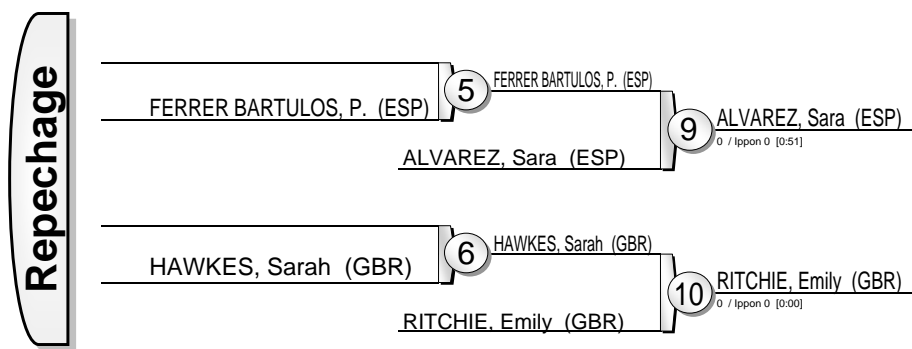 Repechage
FERRER BARTULOS, P. (ESP)
5
FERRER BARTULOS, P. (ESP)
ALVAREZ, Sara (ESP)
9
ALVAREZ, Sara (ESP)
0 / Ippon 0 [0:51]
HAWKES, Sarah (GBR)
6
HAWKES, Sarah (GBR)
RITCHIE, Emily (GBR)
10
RITCHIE, Emily (GBR)
0 / Ippon 0 [0:00]